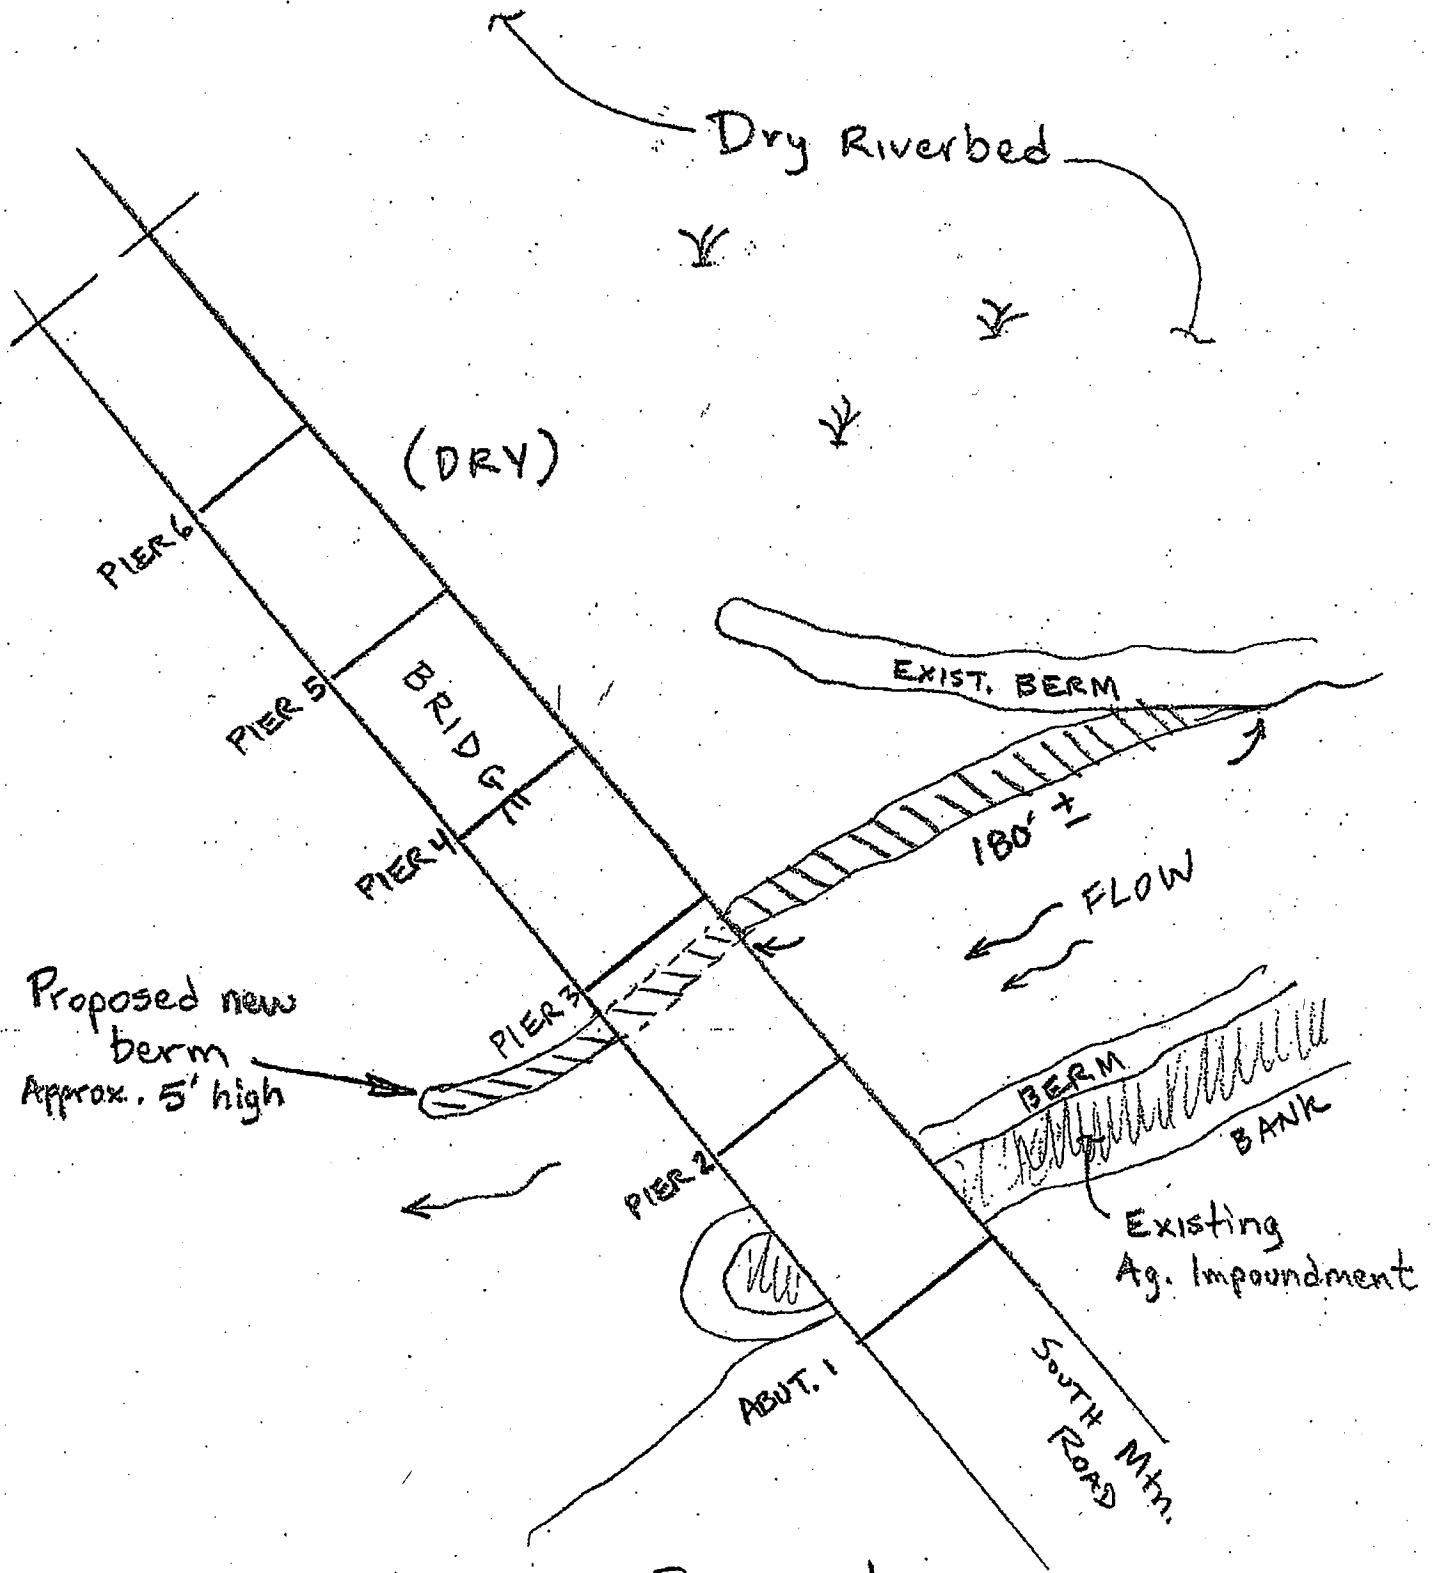 Dry Riverbed
(DRY)
PIER 6
PIER 5
BRIDGE
EXIST. BERM
PIER 4
180' ±
FLOW
PIER 3
Proposed new
berm
Approx. 5' high
BERM
BANK
PIER 2
Existing
Ag. Impoundment
ABUT. 1
SOUTH Mtn.
ROAD